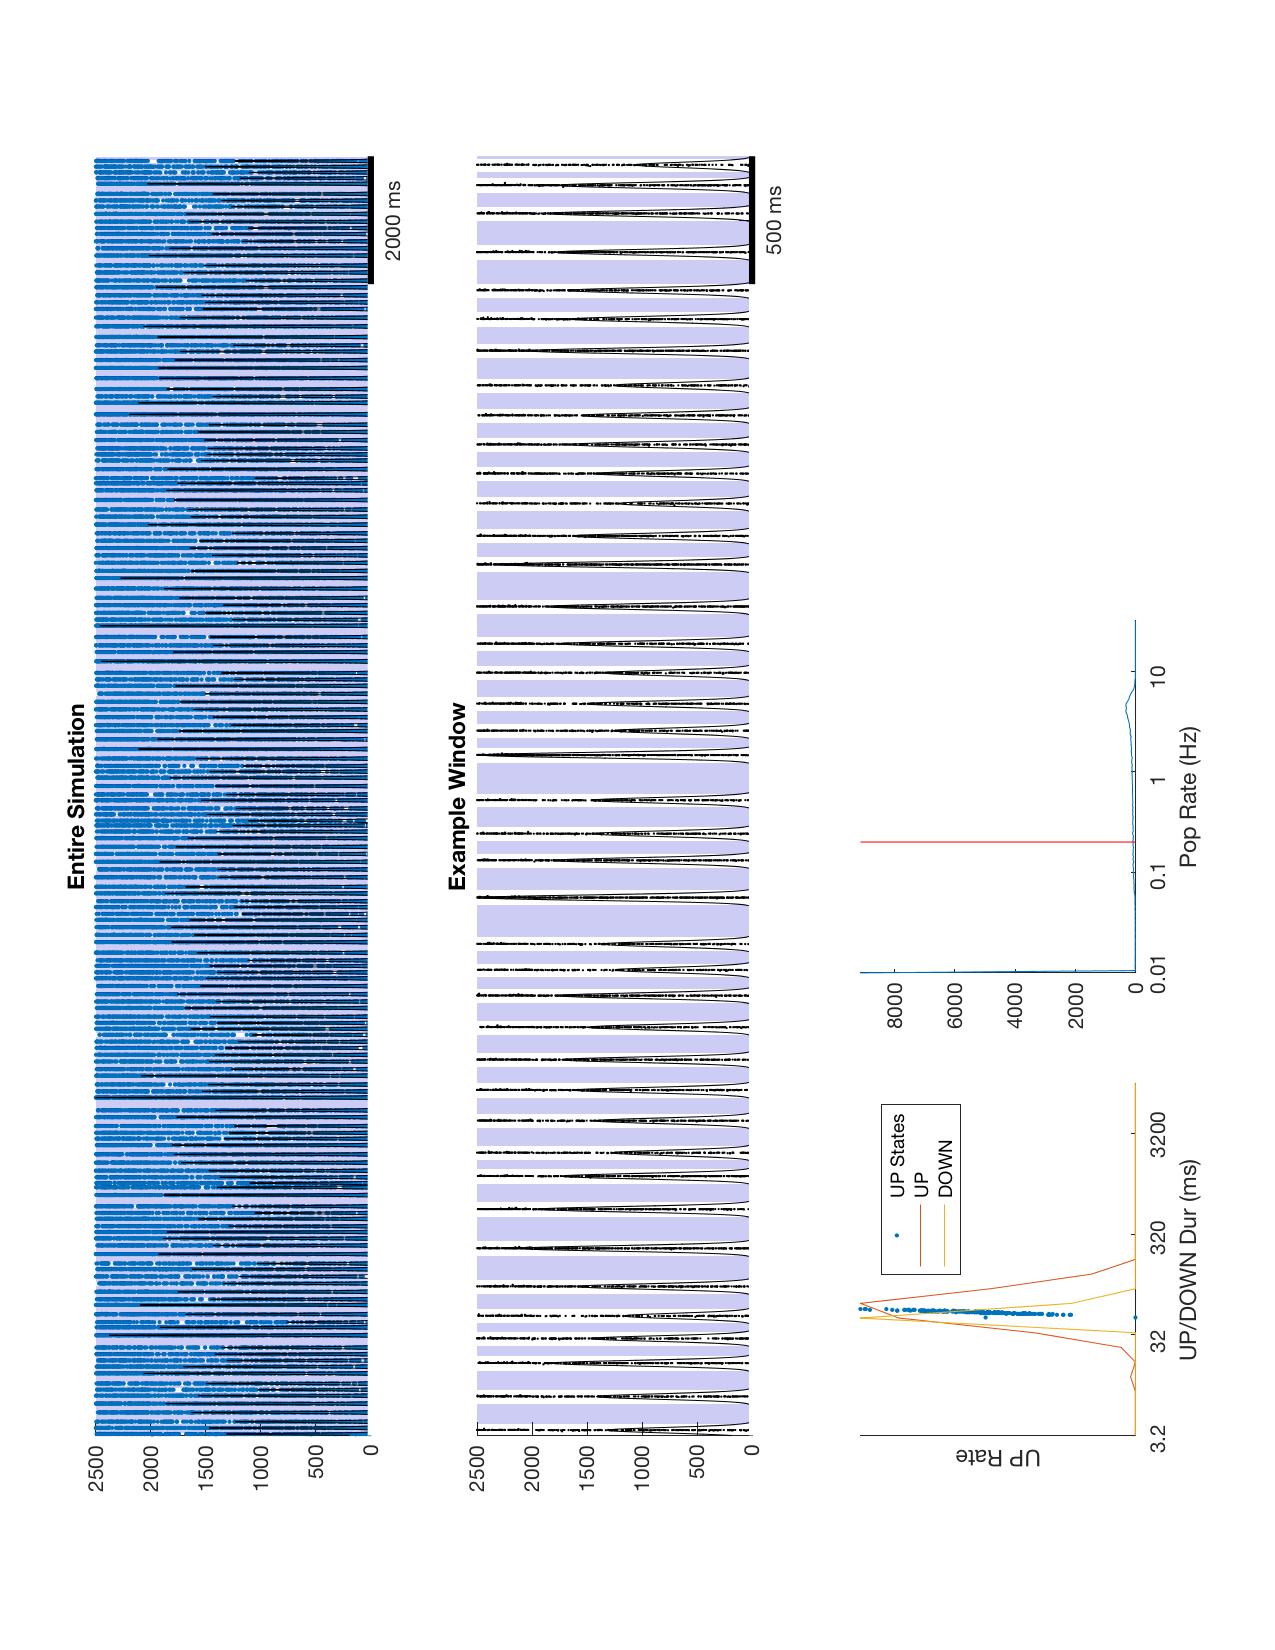 Entire Simulation
2500
2000
1500
1000
500
0
2000 ms
Example Window
2500
2000
1500
1000
500
0
500 ms
UP Rate
UP States
UP
DOWN
3.2 32 320 3200
UP/DOWN Dur (ms)
8000
6000
4000
2000
0
0.01 0.1 1 10
Pop Rate (Hz)